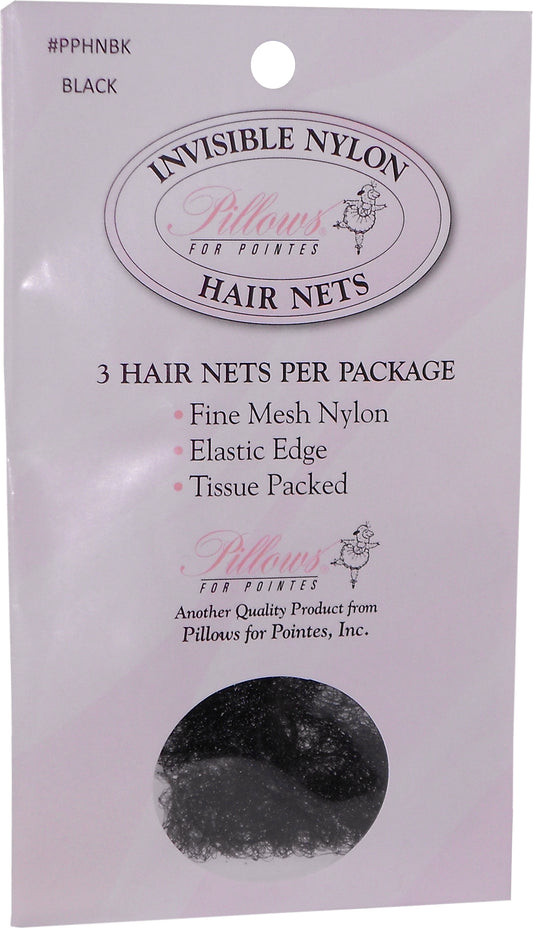 #PPHNBK
BLACK
INVISIBLE NYLON
Pillows®
FOR POINTES
HAIR NETS
3 HAIR NETS PER PACKAGE
• Fine Mesh Nylon
• Elastic Edge
• Tissue Packed
Pillows®
FOR POINTES
Another Quality Product from
Pillows for Pointes, Inc.